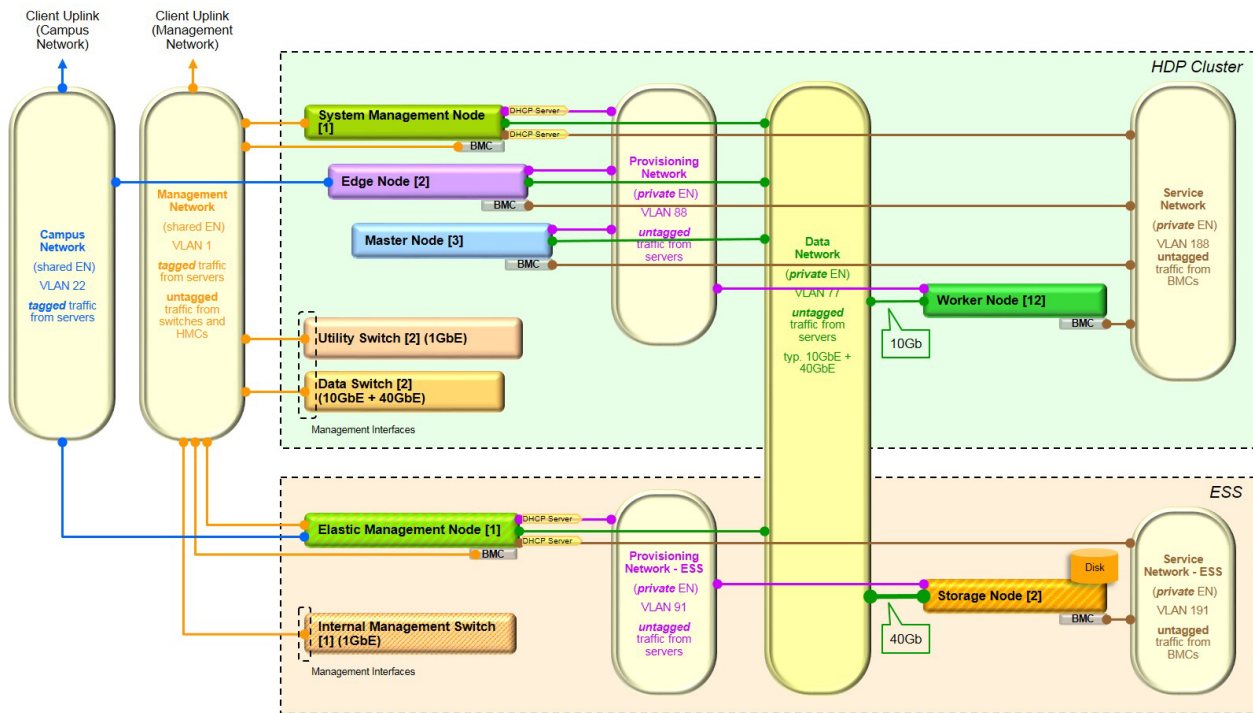 Client Uplink
(Campus
Network)
Client Uplink
(Management
Network)
HDP Cluster
System Management Node
[1]
DHCP Server
DHCP Server
BMC
Edge Node [2]
BMC
Master Node [3]
BMC
Campus
Network
(shared EN)
VLAN 22
tagged traffic
from servers
Management
Network
(shared EN)
VLAN 1
tagged traffic
from servers
untagged
traffic from
switches and
HMCs
Provisioning
Network
(private EN)
VLAN 88
untagged
traffic from
servers
Data
Network
(private EN)
VLAN 77
untagged
traffic from
servers
typ. 10GbE +
40GbE
Service
Network
(private EN)
VLAN 188
untagged
traffic from
BMCs
Worker Node [12]
BMC
10Gb
Utility Switch [2] (1GbE)
Data Switch [2]
(10GbE + 40GbE)
Management Interfaces
ESS
Elastic Management Node [1]
DHCP Server
DHCP Server
BMC
Provisioning
Network - ESS
(private EN)
VLAN 91
untagged
traffic from
servers
Disk
Storage Node [2]
BMC
40Gb
Service
Network - ESS
(private EN)
VLAN 191
untagged
traffic from
BMCs
Internal Management Switch
[1] (1GbE)
Management Interfaces